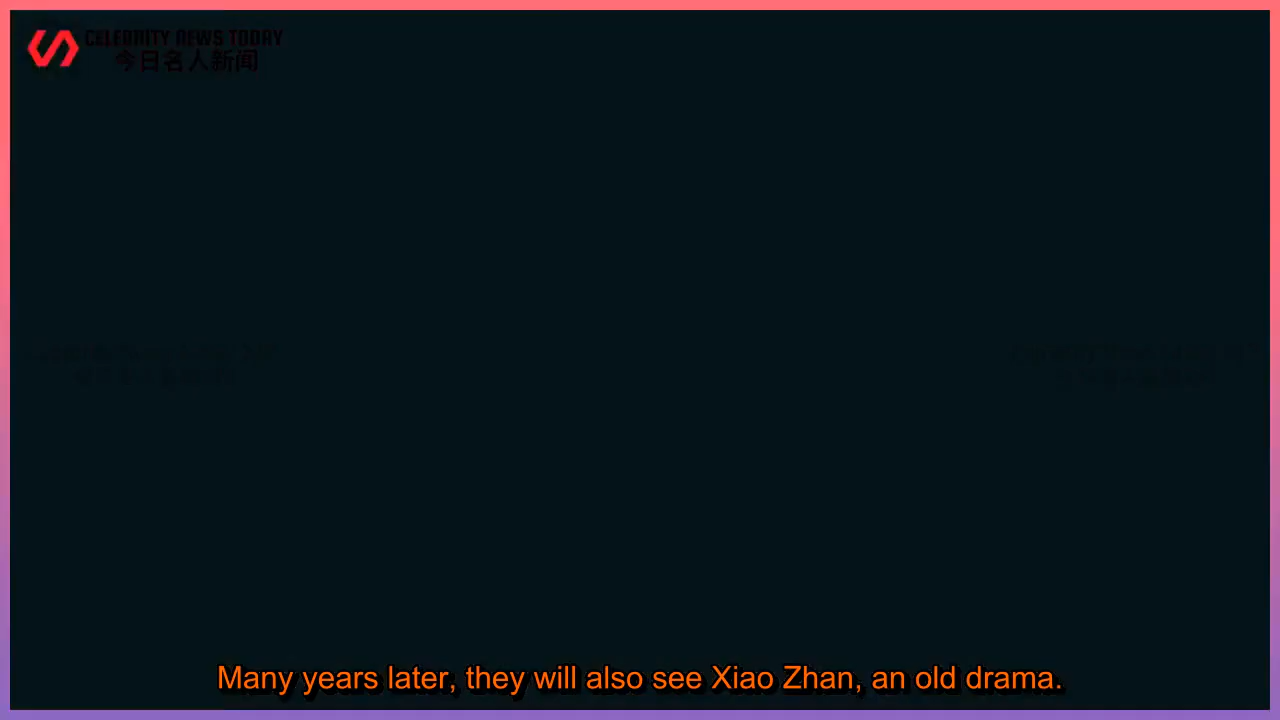 CELEBRITY NEWS TODAY
今日名人新闻
Many years later, they will also see Xiao Zhan, an old drama.